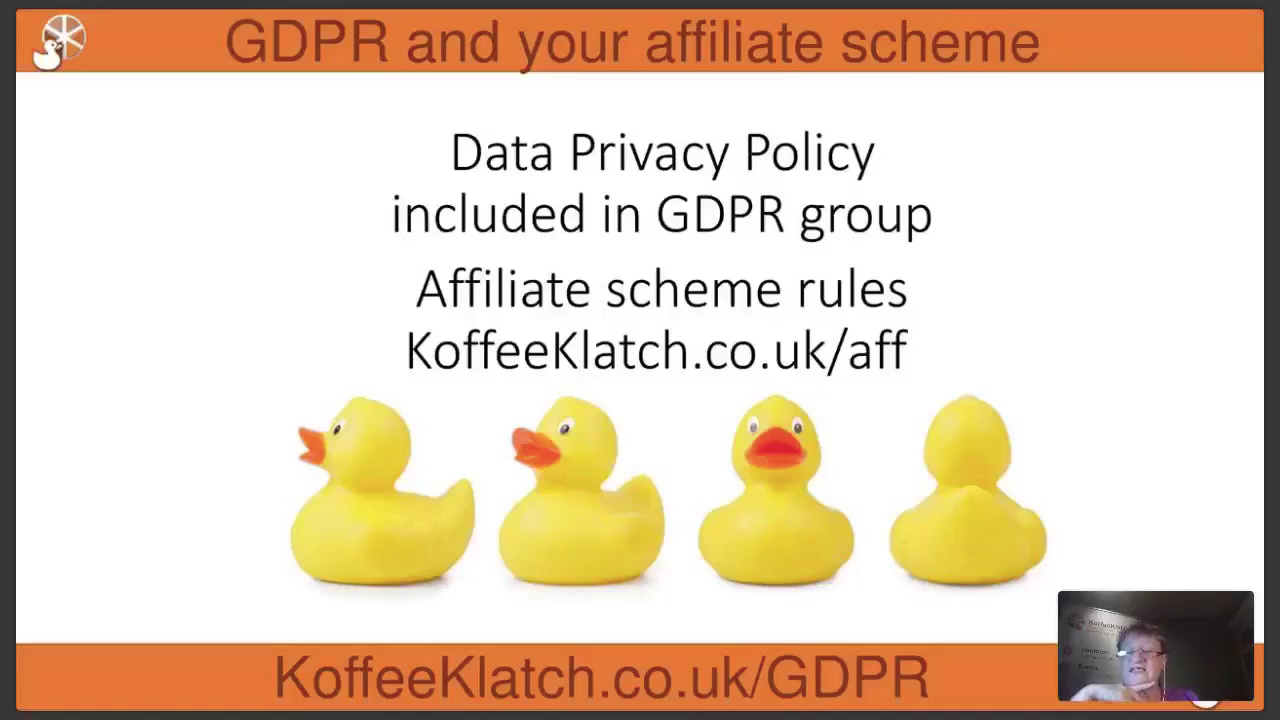 GDPR and your affiliate scheme
Data Privacy Policy
included in GDPR group
Affiliate scheme rules
KoffeeKlatch.co.uk/aff
KoffeeKlatch.co.uk/GDPR